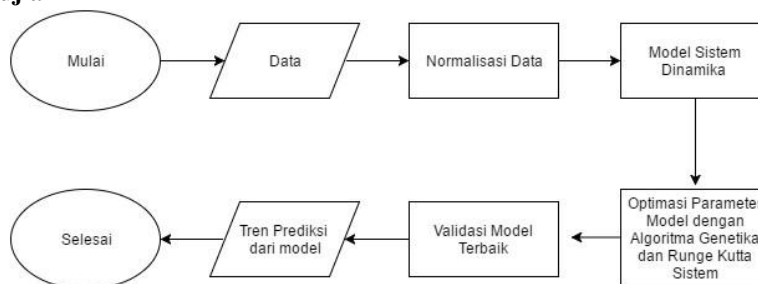 Mulai
Data
Normalisasi Data
Model Sistem
Dinamika
Optimasi Parameter
Model dengan
Algoritma Genetika
dan Runge Kutta
Sistem
Validasi Model
Terbaik
Tren Prediksi
dari model
Selesai